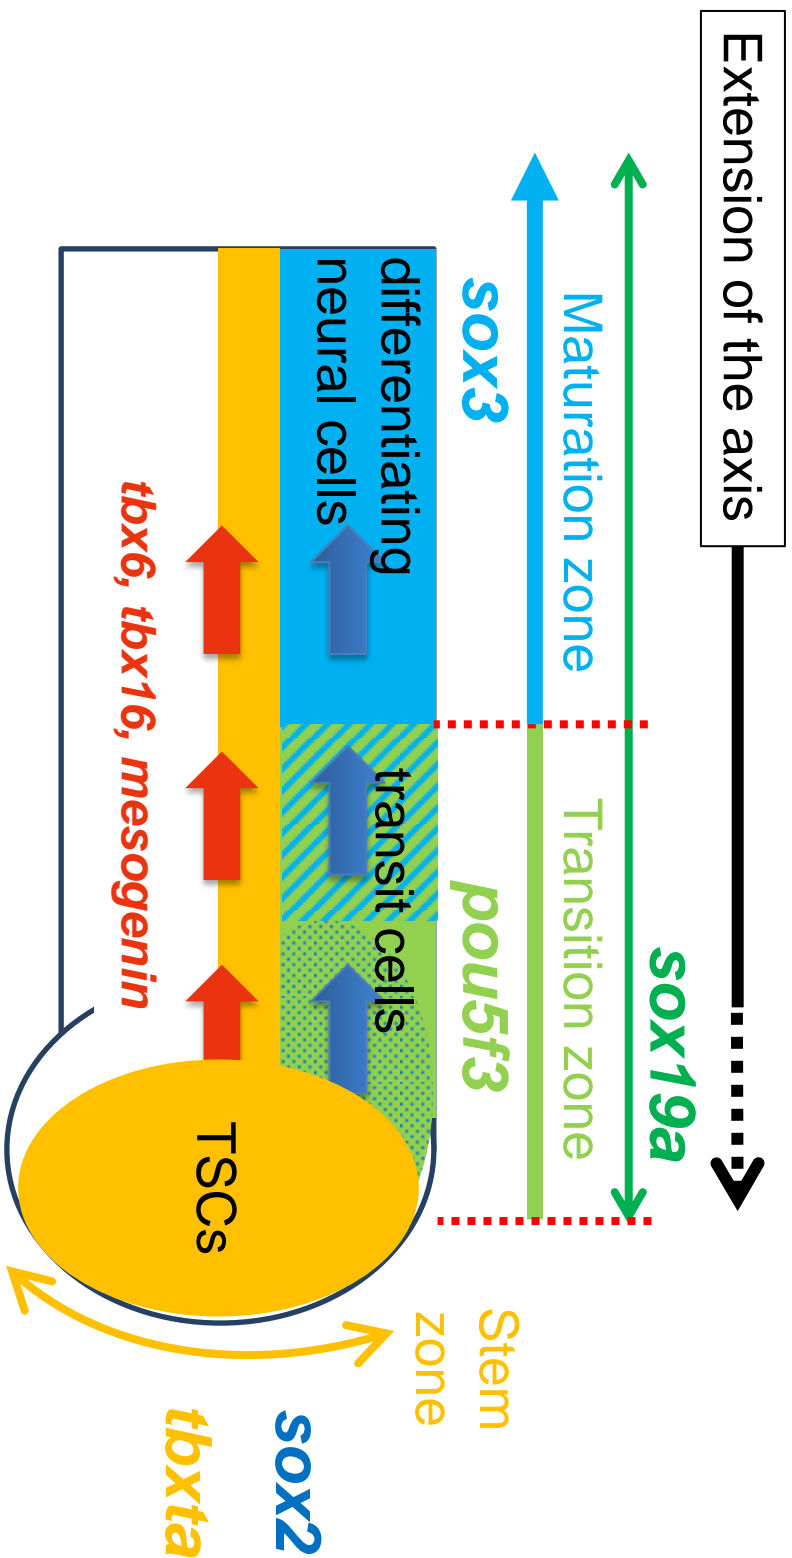 Extension of the axis
sox19a
Maturation zone
Transition zone
sox3
pou5f3
differentiating
neural cells
transit cells
TSCs
tbx6, tbx16, mesogenin
Stem
zone
sox2
tbxta